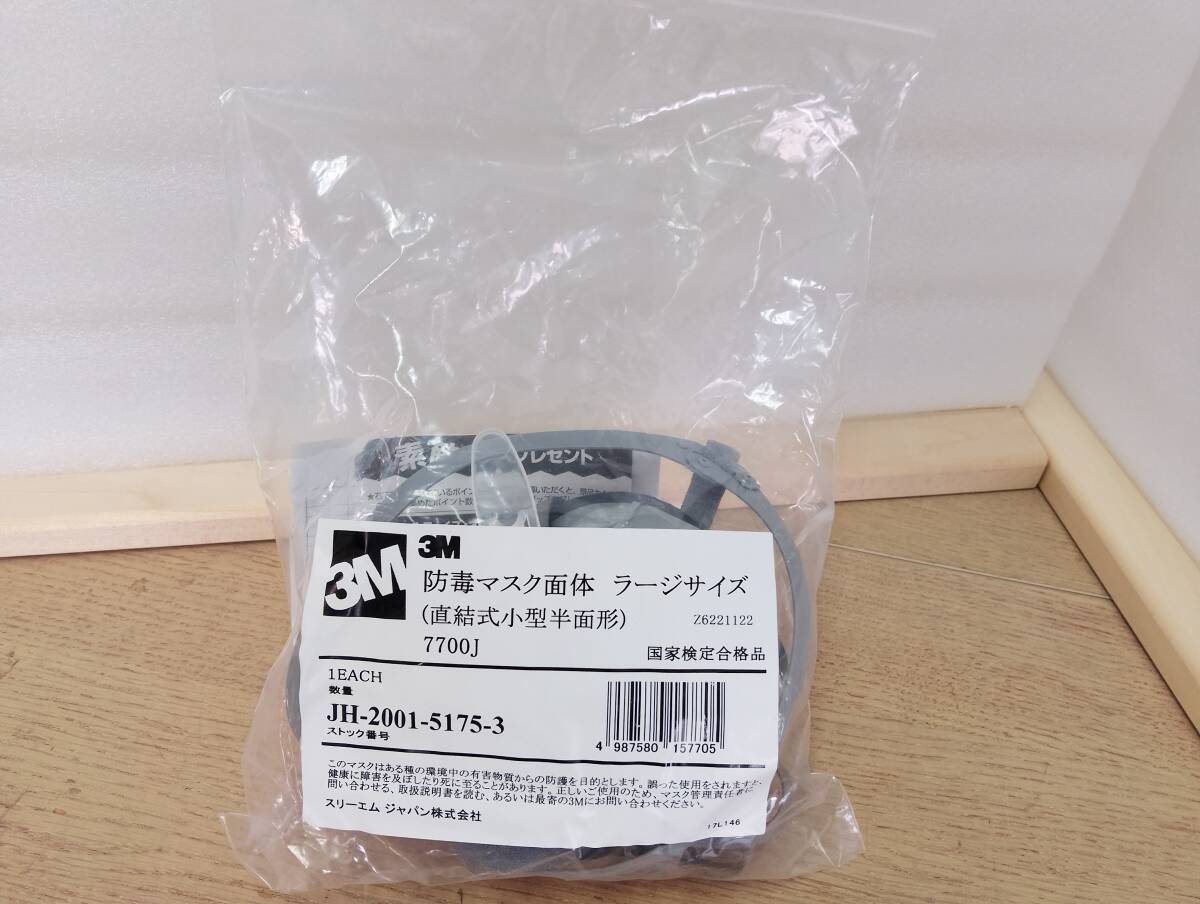 プレゼント
3M
3M
防毒マスク面体 ラージサイズ
(直結式小型半面形)
Z6221122
7700J
国家検定合格品
1EACH
数量
JH-2001-5175-3
ストック番号
4 987580 157705
このマスクはある種の環境中の有害物質からの防護を目的とします。誤った使用をされますと、
健康に障害を及ぼしたり死に至ることがあります。正しいご使用のため、マスク管理責任者に
問い合わせる、取扱説明書を読む、あるいは最寄の3Mにお問い合わせください。
スリーエム ジャパン株式会社
17L146